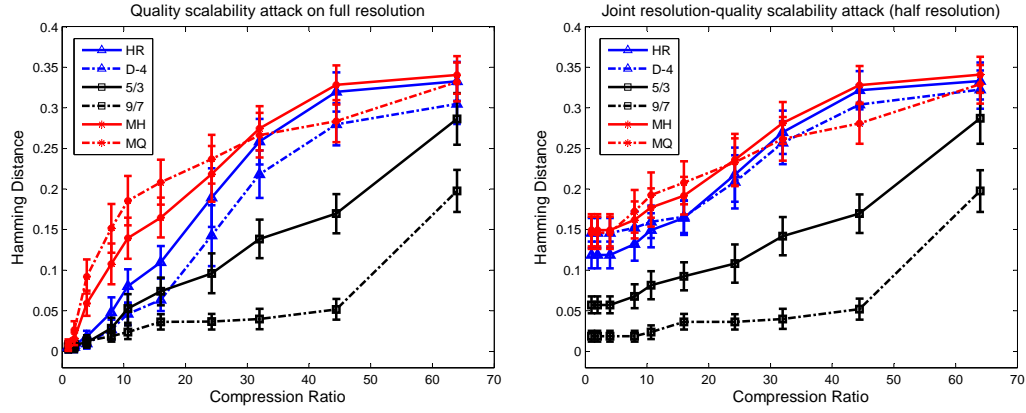 Quality scalability attack on full resolution
0.4
0.35
0.3
0.25
0.2
0.15
0.1
0.05
0
HR
D-4
5/3
9/7
MH
MQ
Hamming Distance
0 10 20 30 40 50 60 70
Compression Ratio
Joint resolution-quality scalability attack (half resolution)
0.4
0.35
0.3
0.25
0.2
0.15
0.1
0.05
0
HR
D-4
5/3
9/7
MH
MQ
Hamming Distance
0 10 20 30 40 50 60 70
Compression Ratio